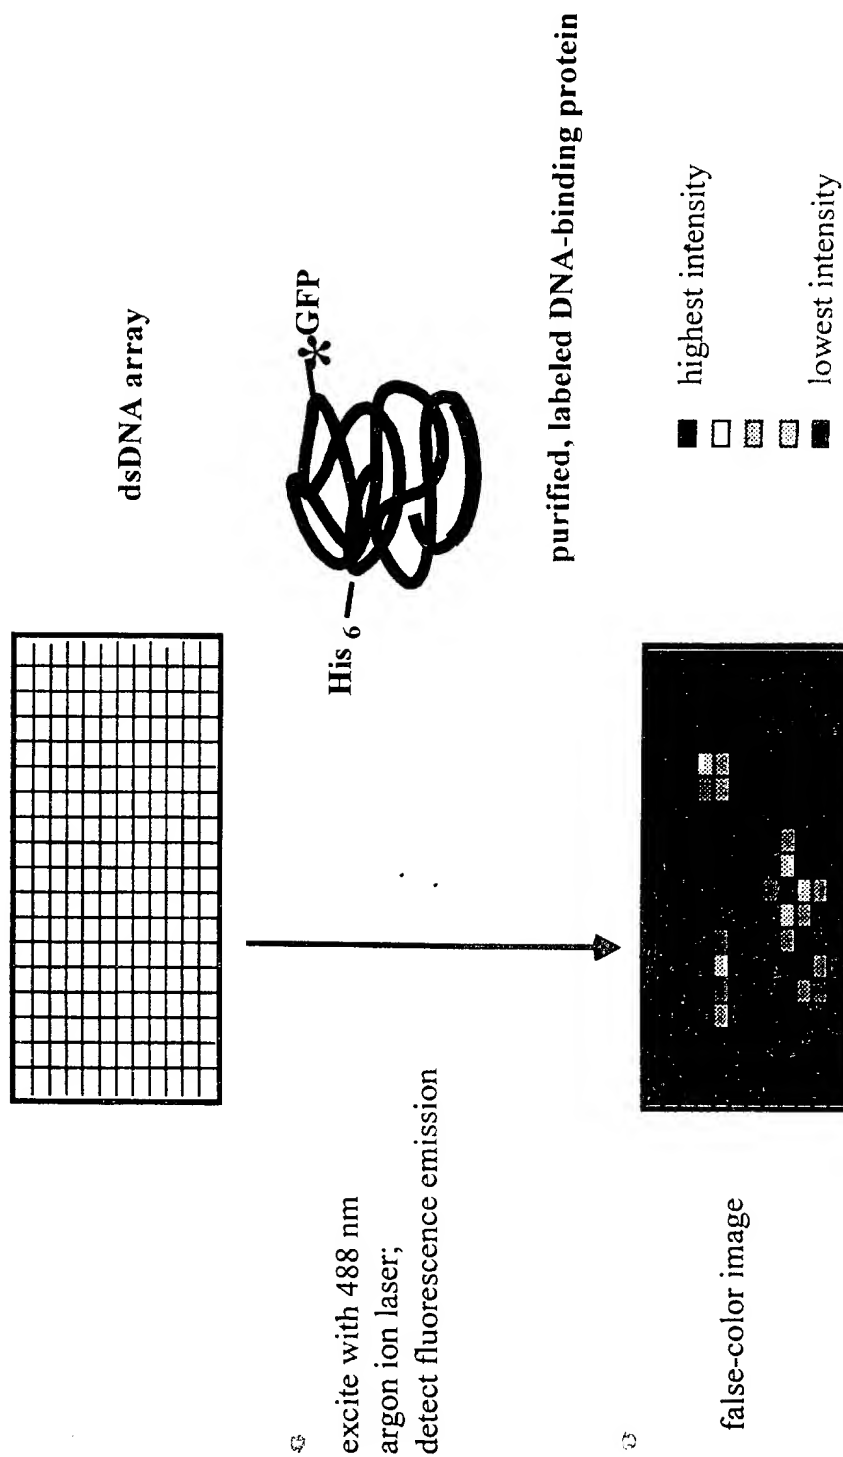 dsDNA array
excite with 488 nm
argon ion laser;
detect fluorescence emission
His 6
*GFP
purified, labeled DNA-binding protein
false-color image
highest intensity
lowest intensity